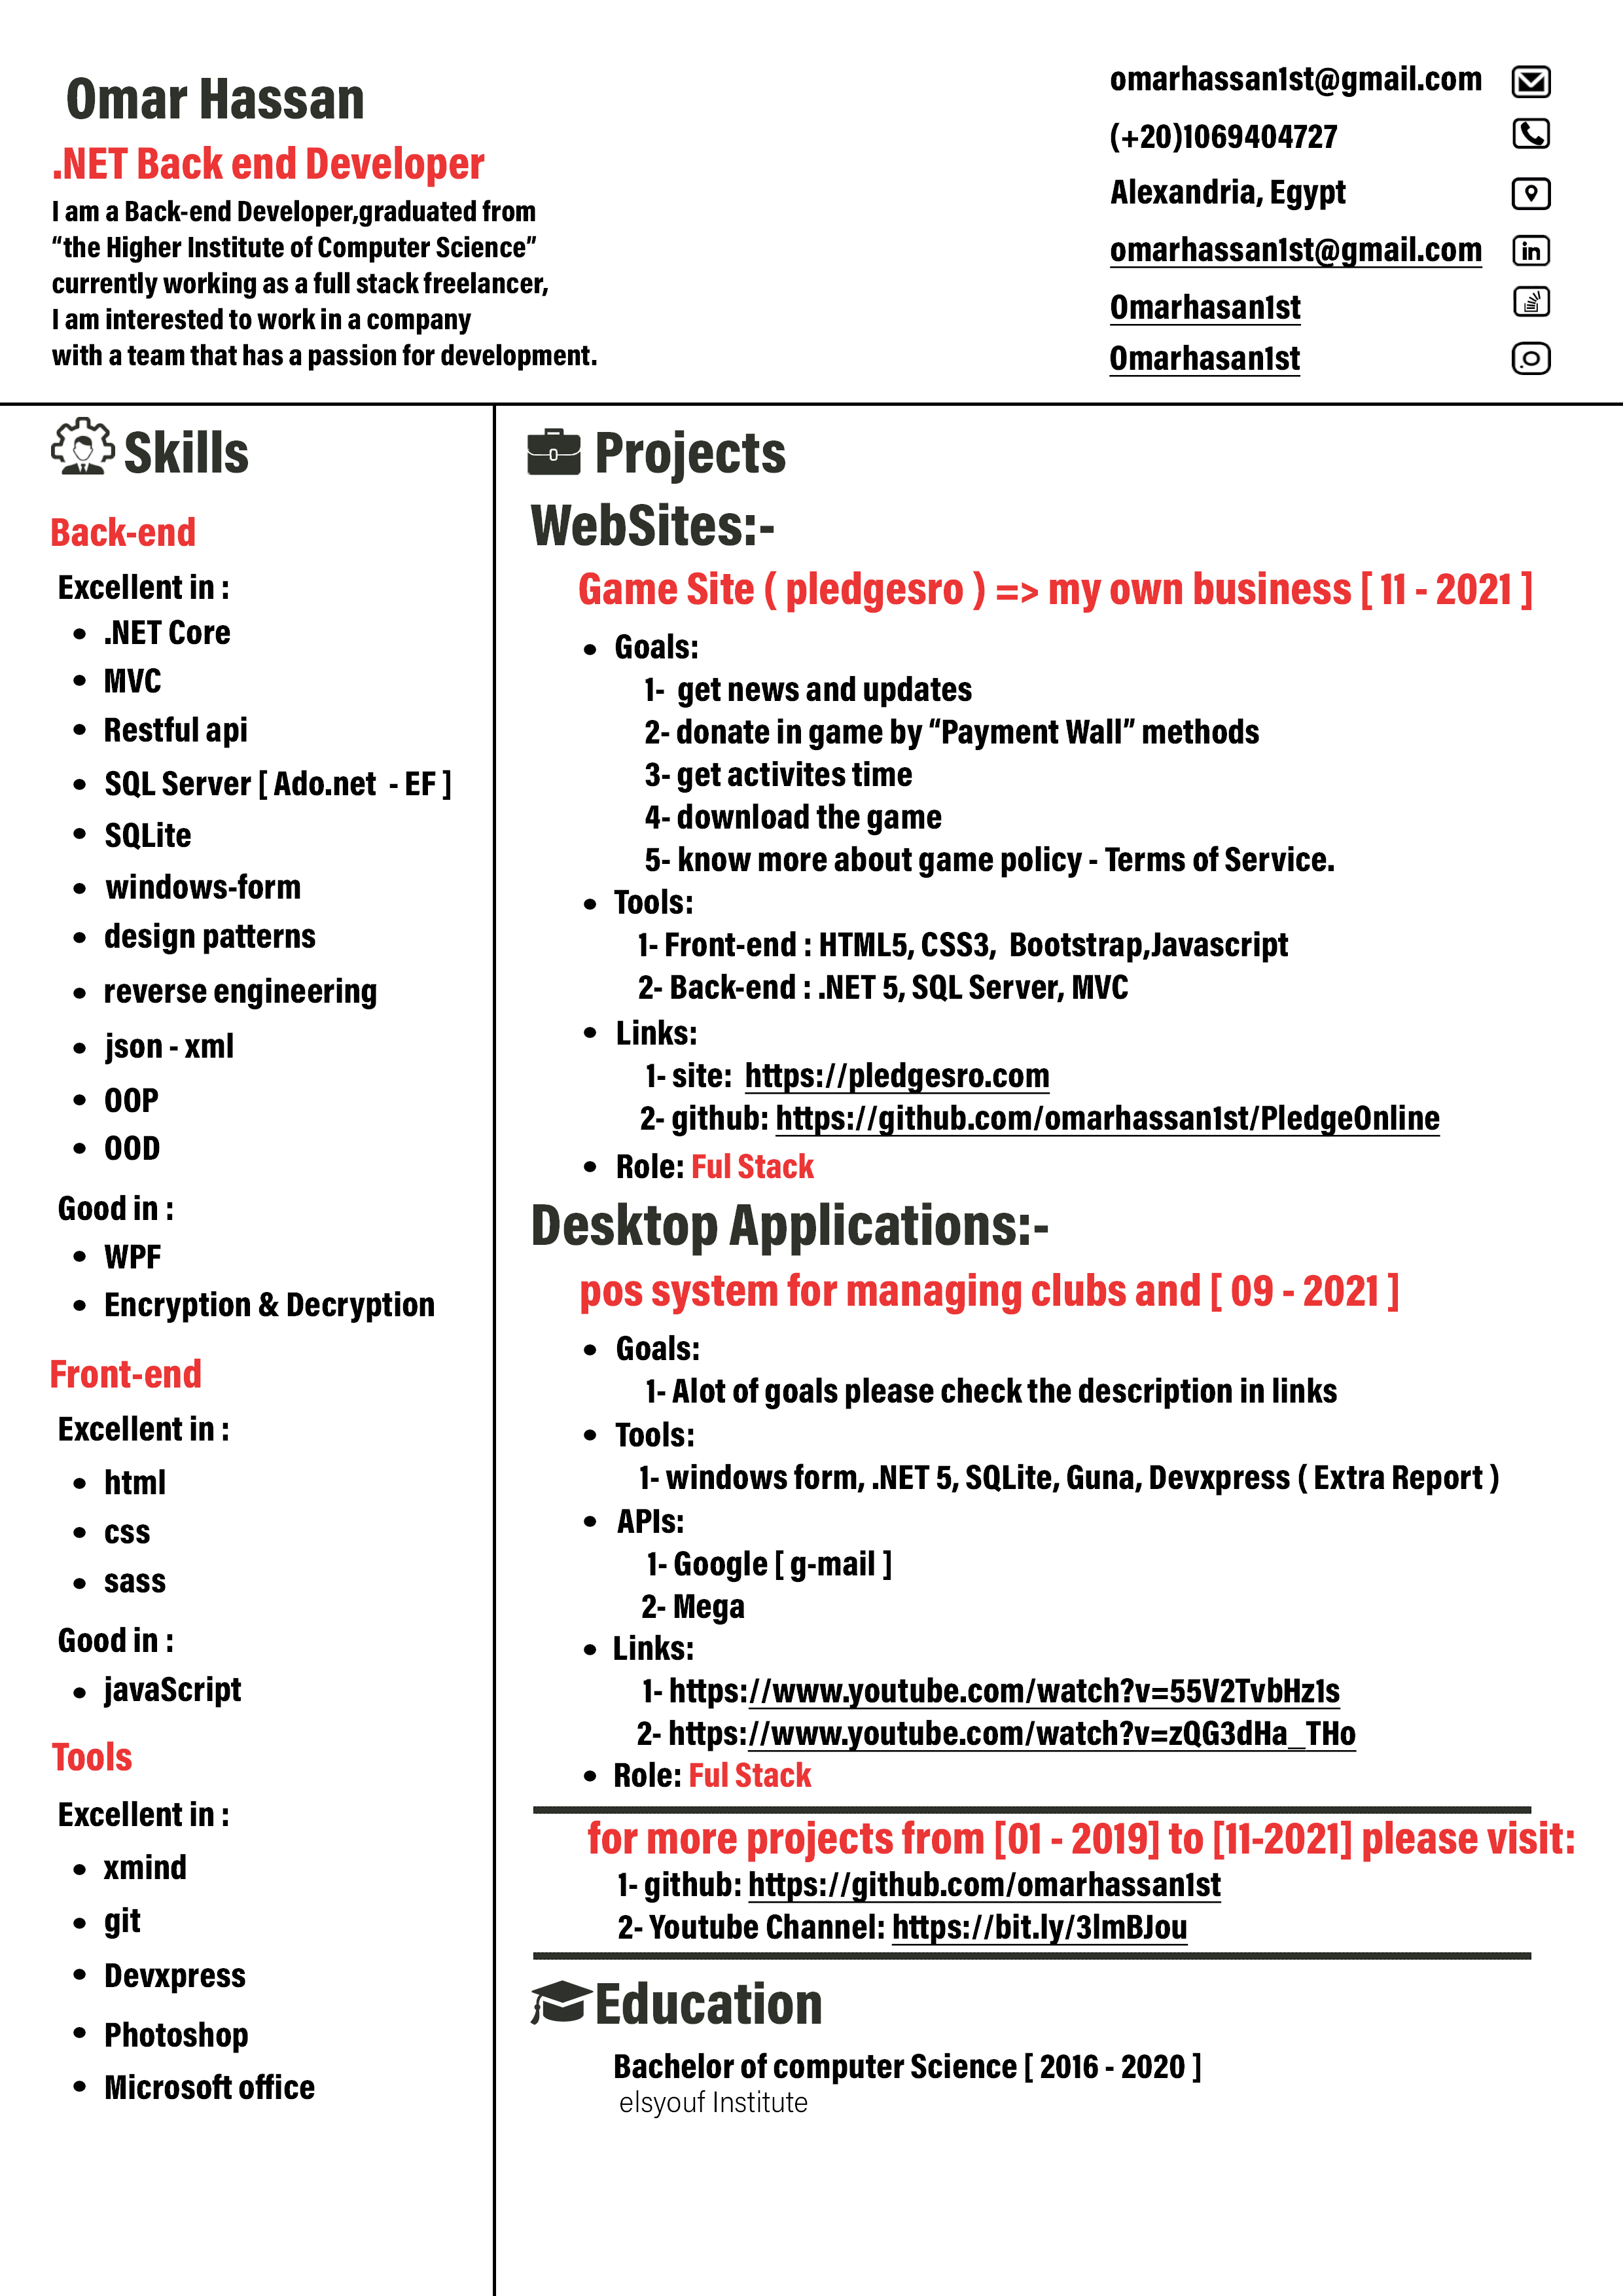 Omar Hassan
.NET Back end Developer
I am a Back-end Developer,graduated from
“the Higher Institute of Computer Science”
currently working as a full stack freelancer,
I am interested to work in a company
with a team that has a passion for development.
omarhassan1st@gmail.com
(+20)1069404727
Alexandria, Egypt
omarhassan1st@gmail.com
Omarhasan1st
Omarhasan1st
Skills
Back-end
Excellent in :
• .NET Core
• MVC
• Restful api
• SQL Server [ Ado.net - EF ]
• SQLite
• windows-form
• design patterns
• reverse engineering
• json - xml
• OOP
• OOD
Good in :
• WPF
• Encryption & Decryption
Front-end
Excellent in :
• html
• css
• sass
Good in :
• javaScript
Tools
Excellent in :
• xmind
• git
• Devxpress
• Photoshop
• Microsoft office
Projects
WebSites:-
Game Site ( pledgesro ) => my own business [ 11 - 2021 ]
• Goals:
1- get news and updates
2- donate in game by “Payment Wall” methods
3- get activites time
4- download the game
5- know more about game policy - Terms of Service.
• Tools:
1- Front-end : HTML5, CSS3, Bootstrap,Javascript
2- Back-end : .NET 5, SQL Server, MVC
• Links:
1- site: https://pledgesro.com
2- github: https://github.com/omarhassan1st/PledgeOnline
• Role: Ful Stack
Desktop Applications:-
pos system for managing clubs and [ 09 - 2021 ]
• Goals:
1- Alot of goals please check the description in links
• Tools:
1- windows form, .NET 5, SQLite, Guna, Devxpress ( Extra Report )
• APIs:
1- Google [ g-mail ]
2- Mega
• Links:
1- https://www.youtube.com/watch?v=55V2TvbHz1s
2- https://www.youtube.com/watch?v=zQG3dHa_THo
• Role: Ful Stack
for more projects from [01 - 2019] to [11-2021] please visit:
1- github: https://github.com/omarhassan1st
2- Youtube Channel: https://bit.ly/3lmBJou
Education
Bachelor of computer Science [ 2016 - 2020 ]
elsyouf Institute